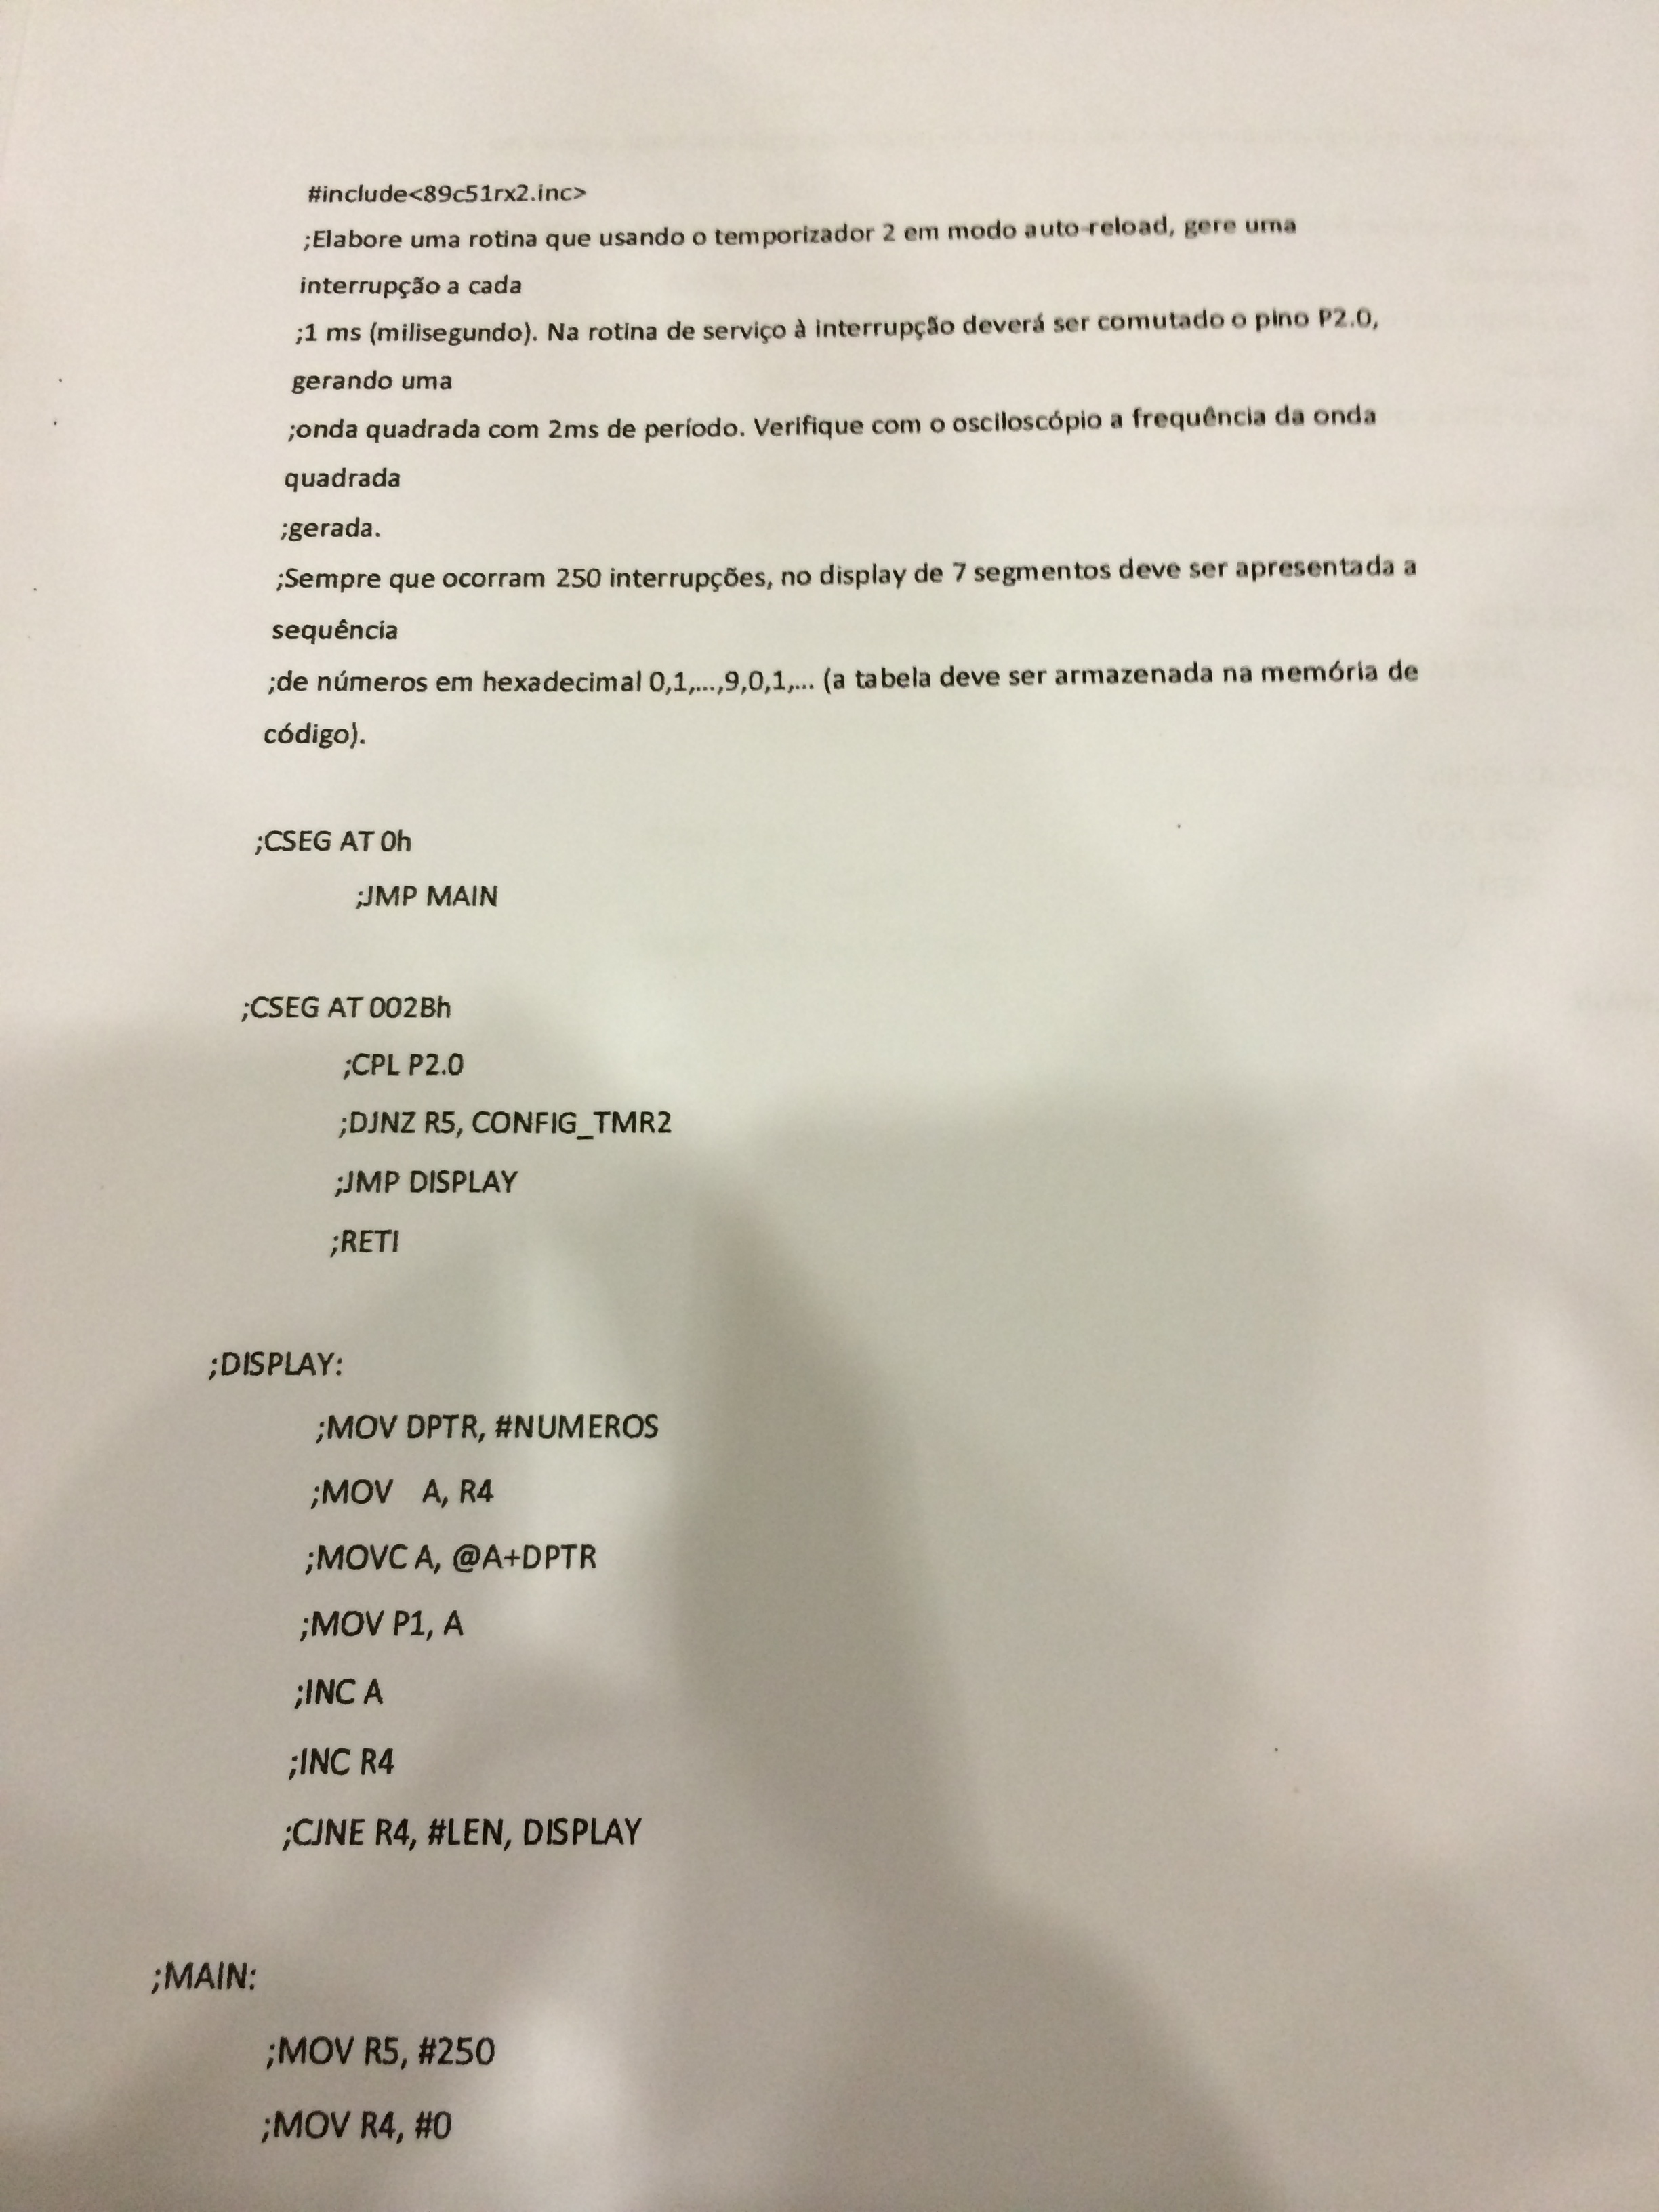 #include<89c51rx2.inc>
;Elabore uma rotina que usando o temporizador 2 em modo auto-reload, gere uma
interrupção a cada
;1 ms (milisegundo). Na rotina de serviço à interrupção deverá ser comutado o pino P2.0,
gerando uma
;onda quadrada com 2ms de período. Verifique com o osciloscópio a frequência da onda
quadrada
;gerada.
;Sempre que ocorram 250 interrupções, no display de 7 segmentos deve ser apresentada a
sequência
;de números em hexadecimal 0,1,...,9,0,1,... (a tabela deve ser armazenada na memória de
código).
;CSEG AT 0h
;JMP MAIN
;CSEG AT 002Bh
;CPL P2.0
;DJNZ R5, CONFIG_TMR2
;JMP DISPLAY
;RETI
;DISPLAY:
;MOV DPTR, #NUMEROS
;MOV A, R4
;MOVC A, @A+DPTR
;MOV P1, A
;INC A
;INC R4
;CJNE R4, #LEN, DISPLAY
;MAIN:
;MOV R5, #250
;MOV R4, #0